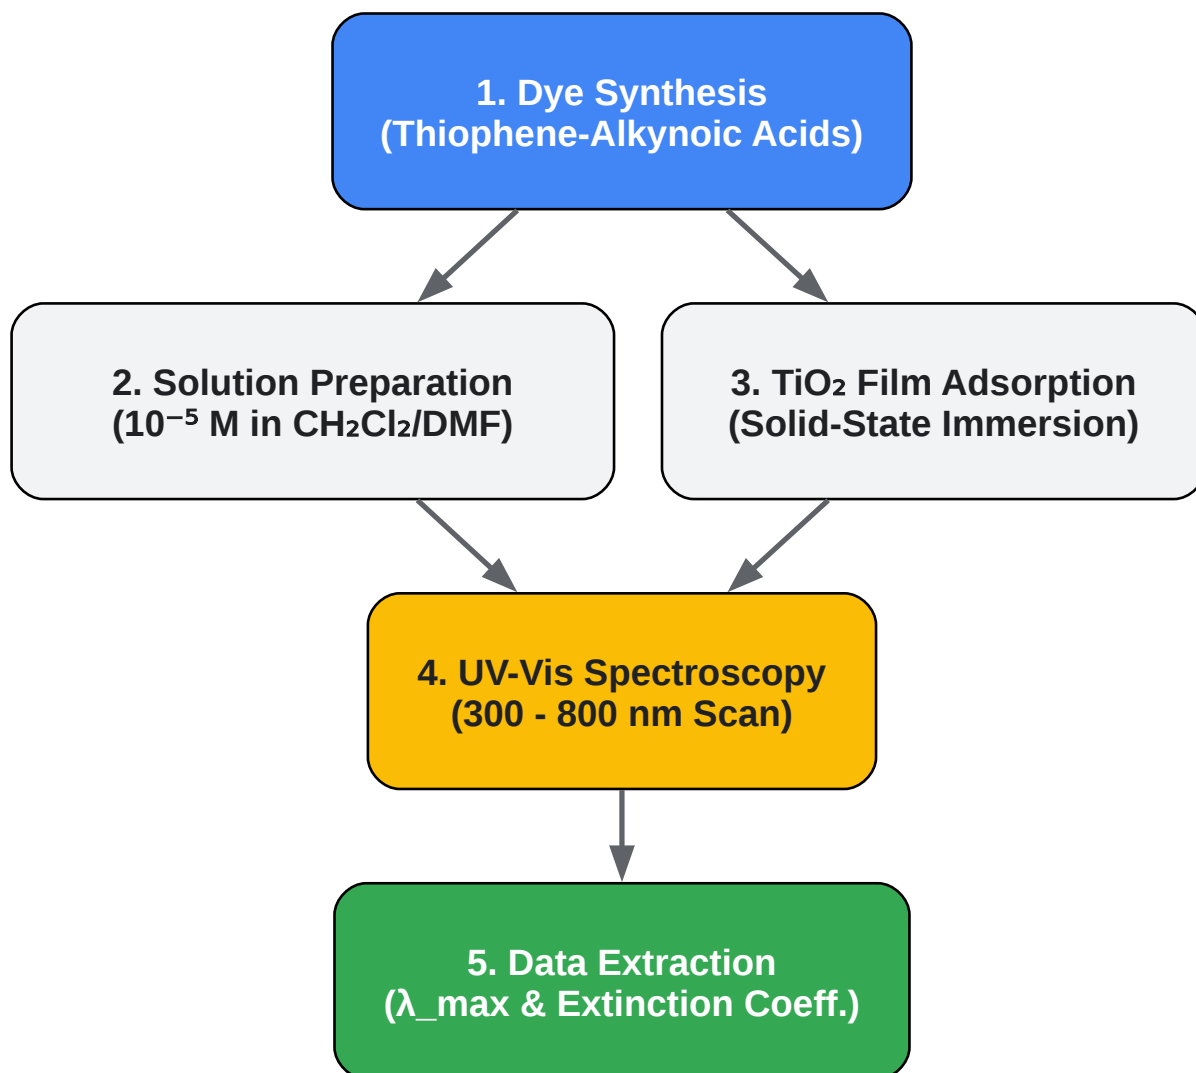 1. Dye Synthesis
(Thiophene-Alkynoic Acids)
2. Solution Preparation
(10⁻⁵ M in CH₂Cl₂/DMF)
3. TiO₂ Film Adsorption
(Solid-State Immersion)
4. UV-Vis Spectroscopy
(300 - 800 nm Scan)
5. Data Extraction
(λ_max & Extinction Coeff.)